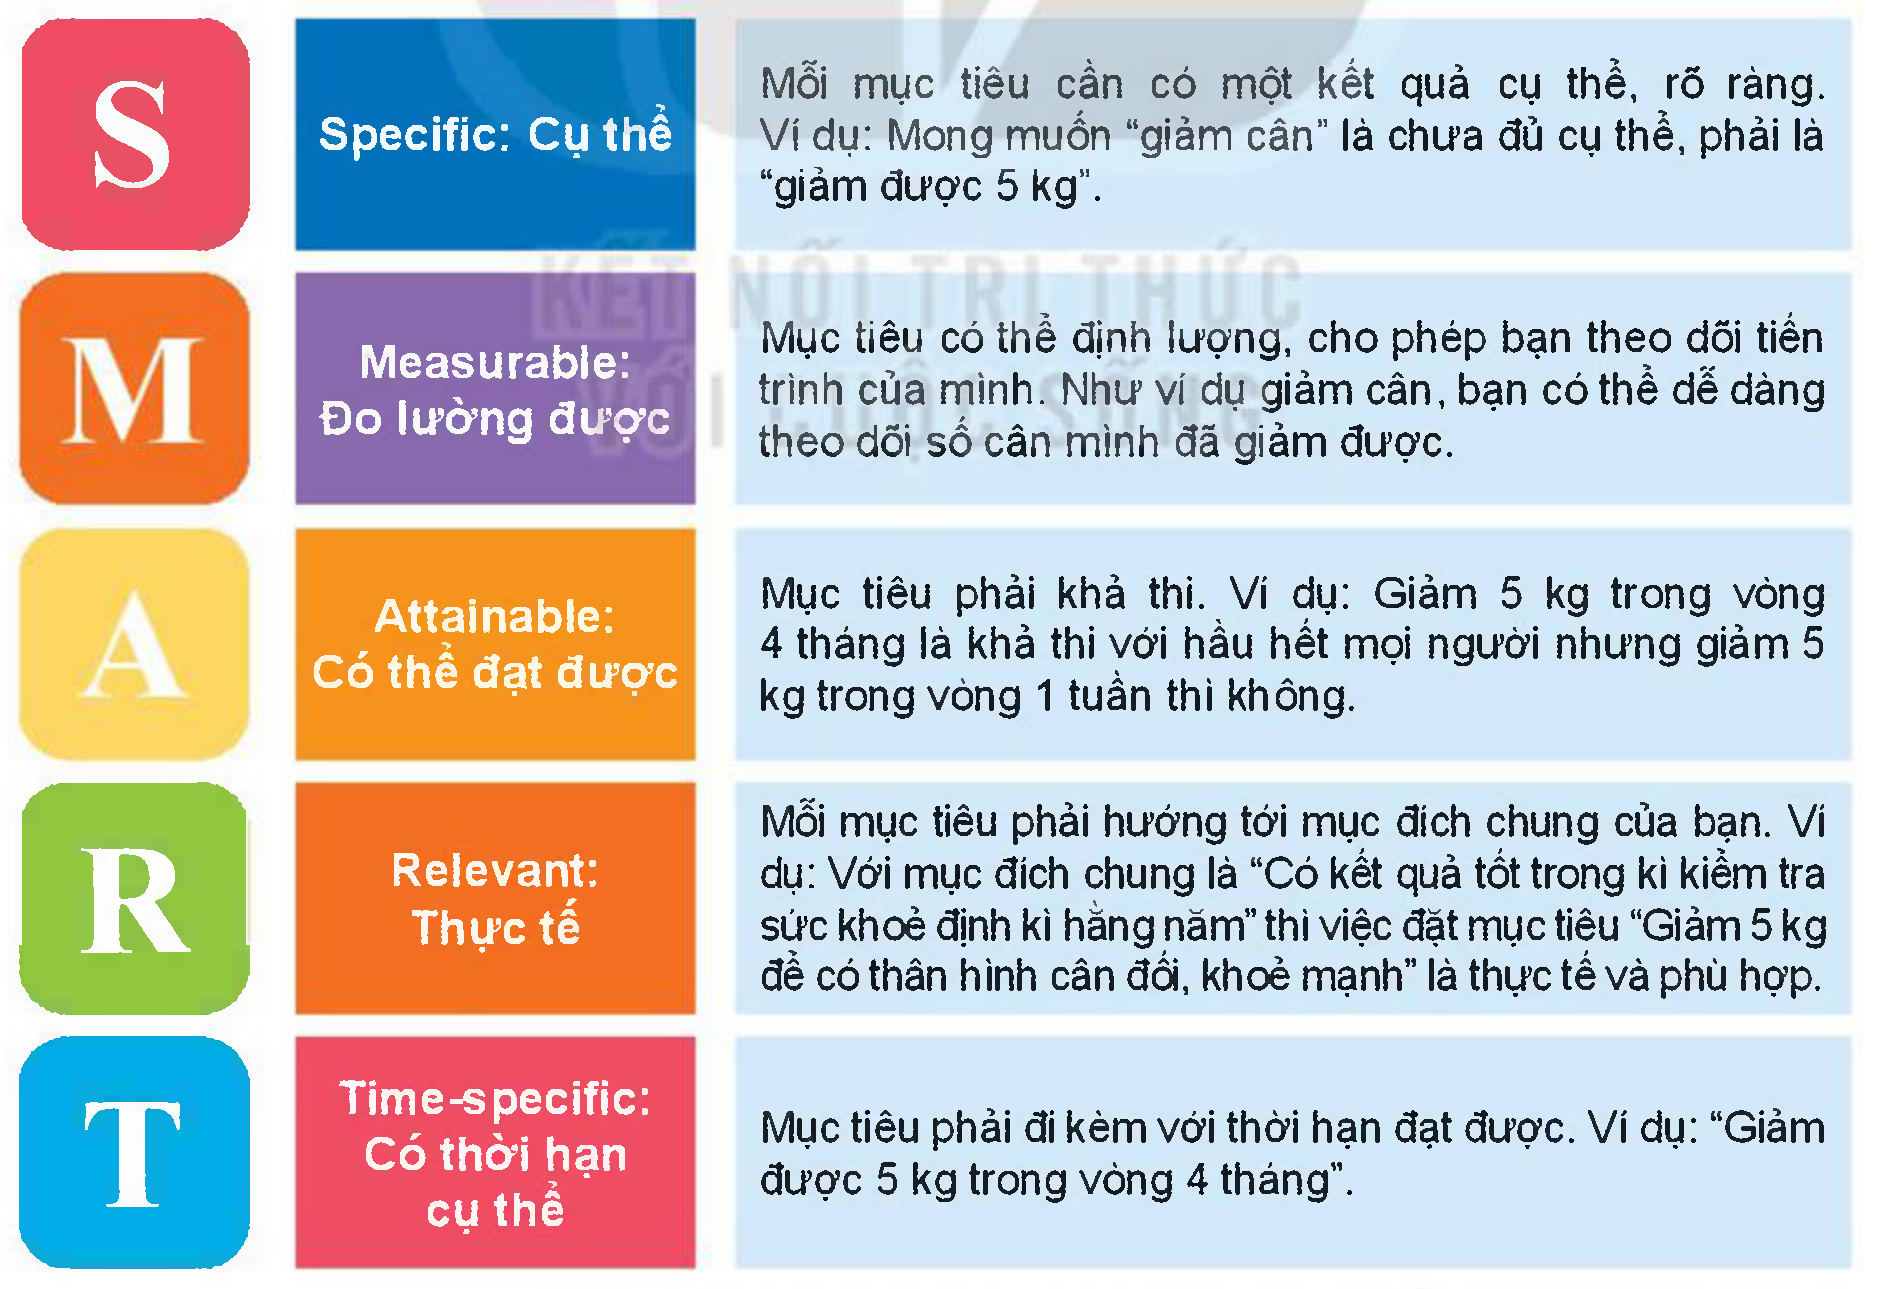 S
Specific: Cụ thể
Mỗi mục tiêu cần có một kết quả cụ thể, rõ ràng.
Ví dụ: Mong muốn “giảm cân” là chưa đủ cụ thể, phải là
“giảm được 5 kg”.
KẾT NỐI TRI THỨC
VỚI CUỘC SỐNG
M
Measurable:
Đo lường được
Mục tiêu có thể định lượng, cho phép bạn theo dõi tiến
trình của mình. Như ví dụ giảm cân, bạn có thể dễ dàng
theo dõi số cân mình đã giảm được.
A
Attainable:
Có thể đạt được
Mục tiêu phải khả thi. Ví dụ: Giảm 5 kg trong vòng
4 tháng là khả thi với hầu hết mọi người nhưng giảm 5
kg trong vòng 1 tuần thì không.
R
Relevant:
Thực tế
Mỗi mục tiêu phải hướng tới mục đích chung của bạn. Ví
dụ: Với mục đích chung là “Có kết quả tốt trong kì kiểm tra
sức khoẻ định kì hằng năm” thì việc đặt mục tiêu “Giảm 5 kg
để có thân hình cân đối, khoẻ mạnh” là thực tế và phù hợp.
T
Time-specific:
Có thời hạn
cụ thể
Mục tiêu phải đi kèm với thời hạn đạt được. Ví dụ: “Giảm
được 5 kg trong vòng 4 tháng”.